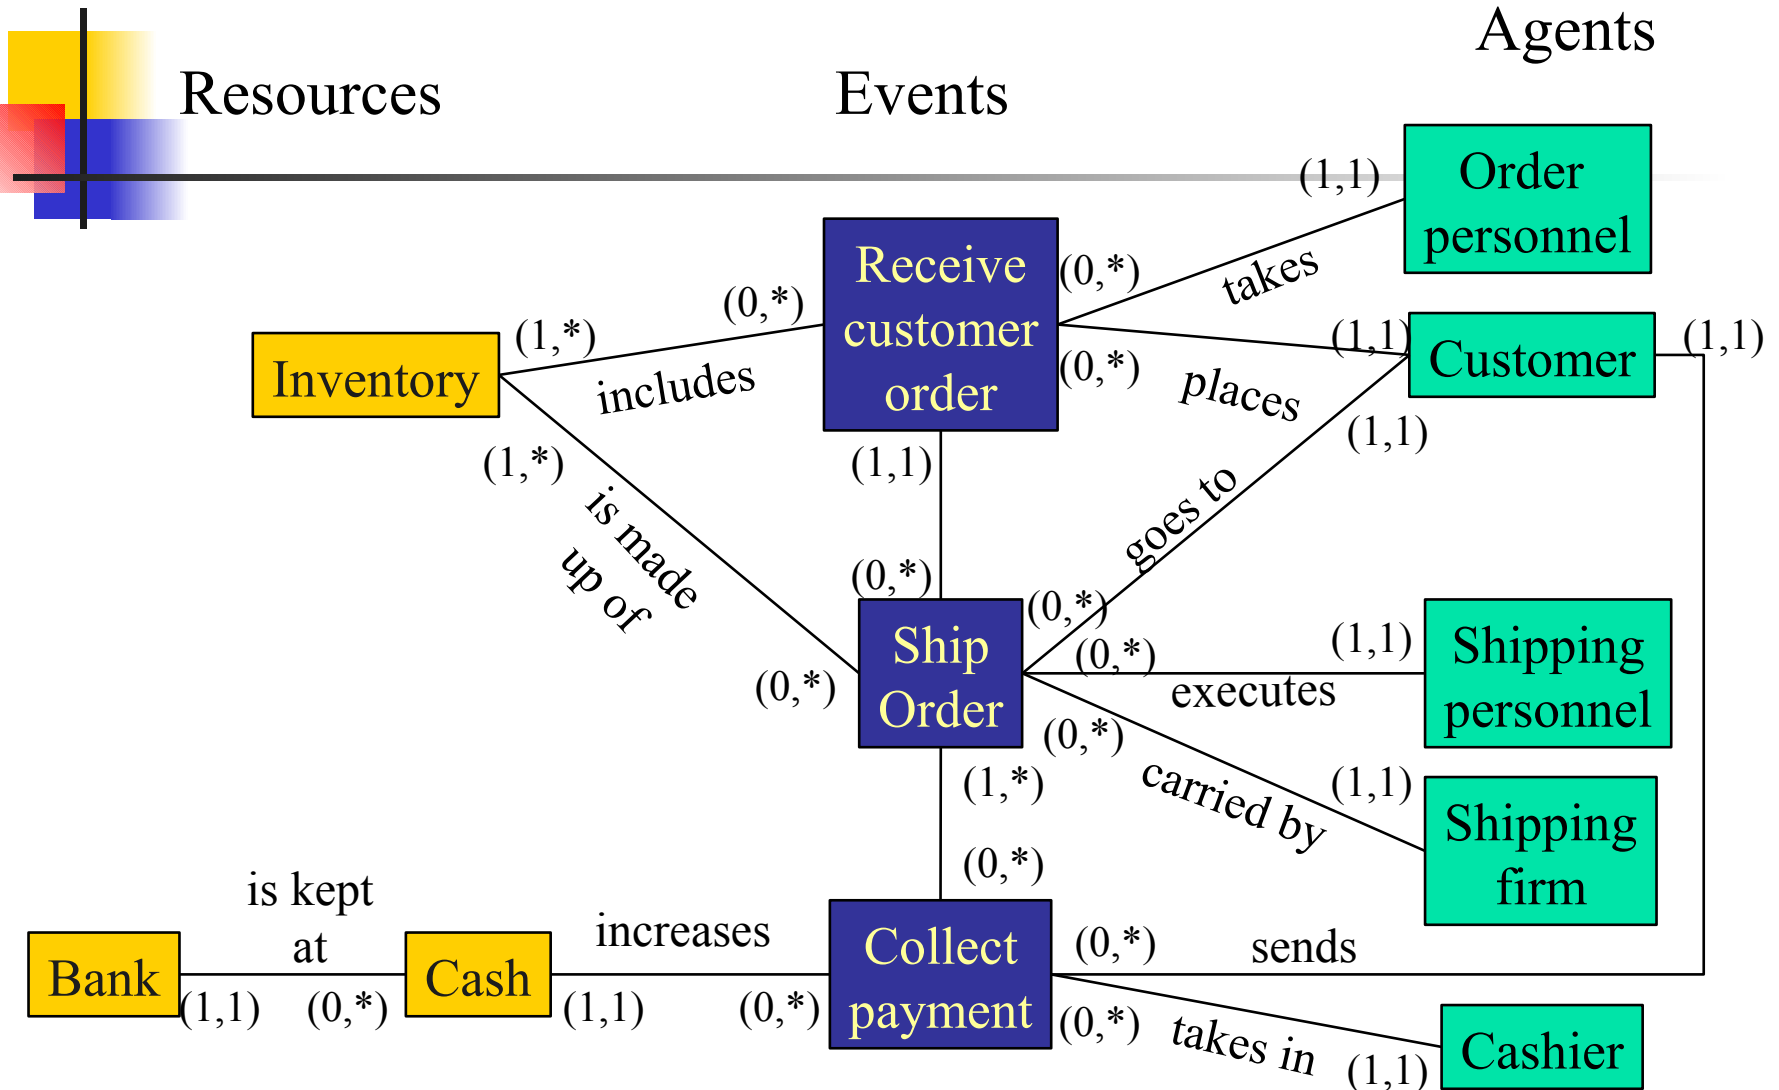 Agents
Resources
Events
Order
personnel
(1,1)
takes
(0,*)
Receive
customer
order
(0,*)
(1,*)
includes
Inventory
(0,*)
places
(1,1)
Customer
(1,1)
(1,*)
is made
up of
(1,1)
(1,1)
goes to
(0,*)
(0,*)
Ship
Order
(0,*)
(0,*)
executes
(1,1)
Shipping
personnel
(0,*)
carried by
(1,1)
Shipping
firm
(1,*)
(0,*)
is kept
at
Bank
(1,1)
(0,*)
Cash
increases
(1,1)
(0,*)
Collect
payment
(0,*)
sends
(0,*)
takes in
(1,1)
Cashier